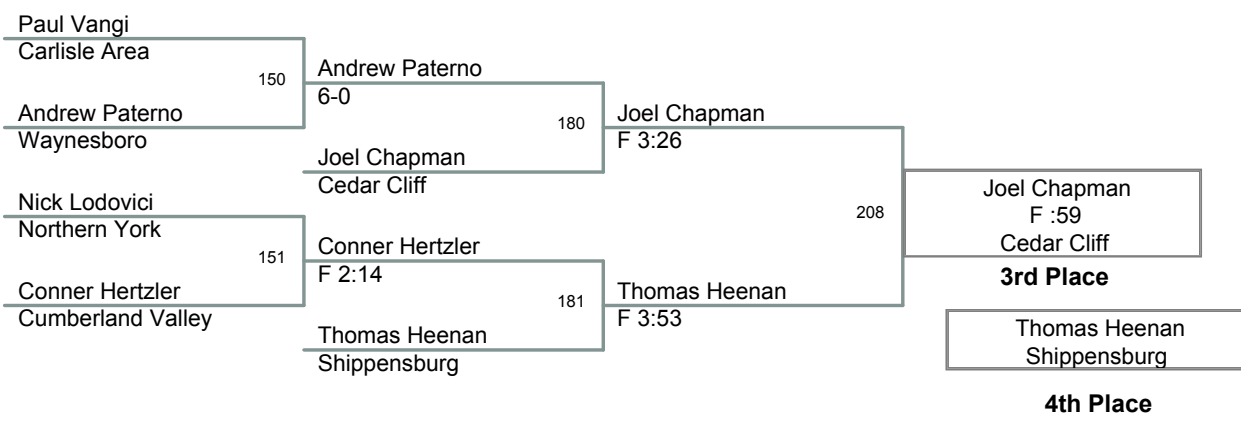 Paul Vangi
Carlisle Area
150
Andrew Paterno
6-0
Andrew Paterno
Waynesboro
180
Joel Chapman
F 3:26
Joel Chapman
Cedar Cliff
Nick Lodovici
Northern York
208
Joel Chapman
F :59
Cedar Cliff
3rd Place
151
Conner Hertzler
F 2:14
Conner Hertzler
Cumberland Valley
181
Thomas Heenan
F 3:53
Thomas Heenan
Shippensburg
Thomas Heenan
Shippensburg
4th Place